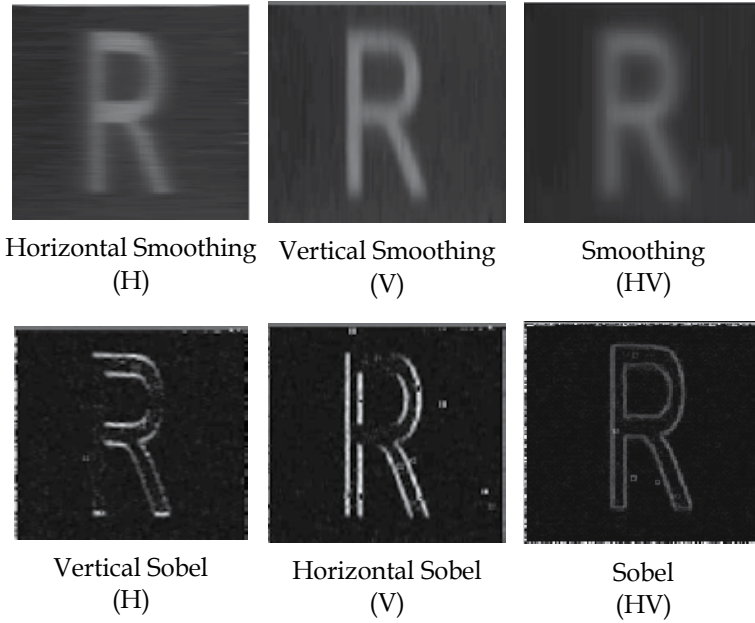 R R R
Horizontal Smoothing Vertical Smoothing Smoothing
(H) (V) (HV)
R R R
Vertical Sobel Horizontal Sobel Sobel
(H) (V) (HV)